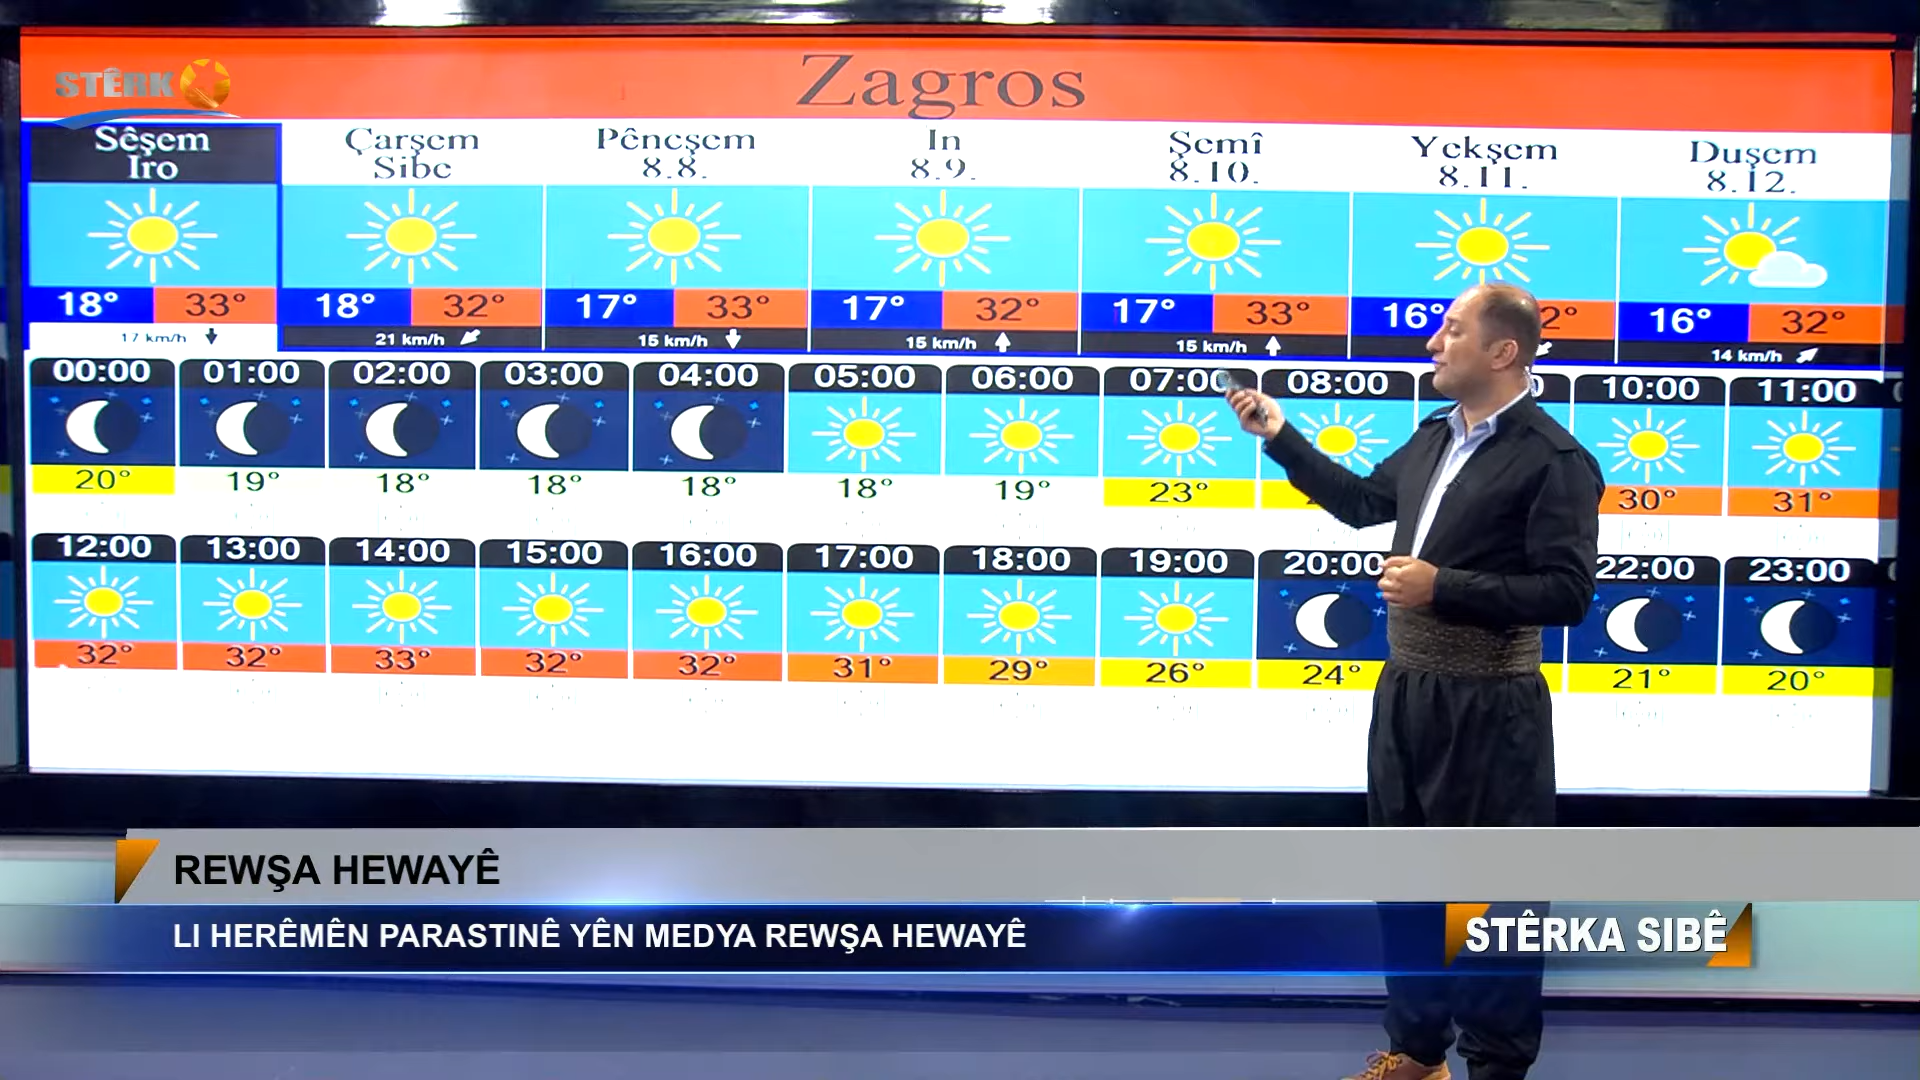 Zagros
STÊRK
Sêşem Çarşem Pêncşem In Şemî Yekşem Duşem
Iro Sibe 8.8. 8.9. 8.10. 8.11. 8.12.
18° 33° 18° 32° 17° 33° 17° 32° 17° 33° 16° 16° 32°
17 km/h 21 km/h 15 km/h 15 km/h 15 km/h 14 km/h
00:00 01:00 02:00 03:00 04:00 05:00 06:00 07:00 08:00 10:00 11:00
20° 19° 18° 18° 18° 18° 19° 23° 30° 31°
12:00 13:00 14:00 15:00 16:00 17:00 18:00 19:00 20:00 22:00 23:00
32° 32° 33° 32° 32° 31° 29° 26° 24° 21° 20°
REWŞA HEWAYÊ
LI HERÊMÊN PARASTINÊ YÊN MEDYA REWŞA HEWAYÊ
STÊRKA SIBÊ